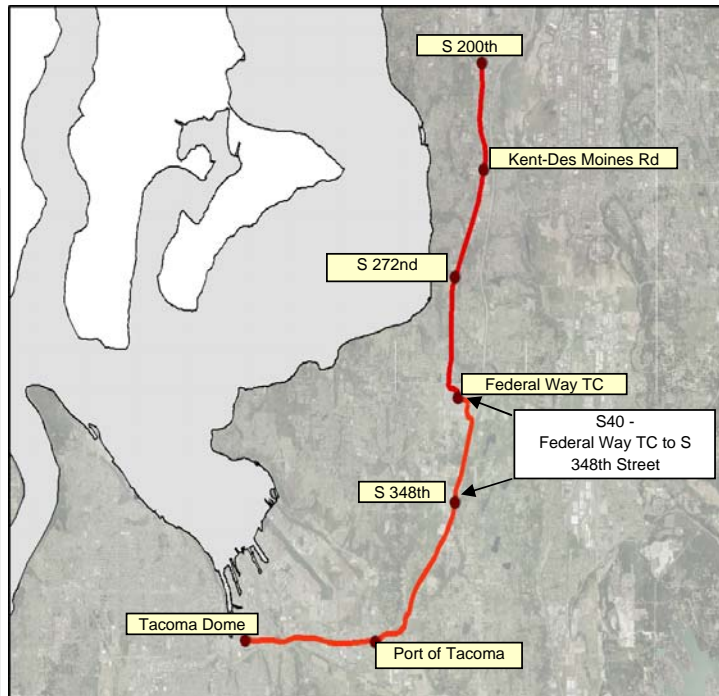 S 200th
Kent-Des Moines Rd
S 272nd
Federal Way TC
S40 -
Federal Way TC to S
348th Street
S 348th
Tacoma Dome
Port of Tacoma